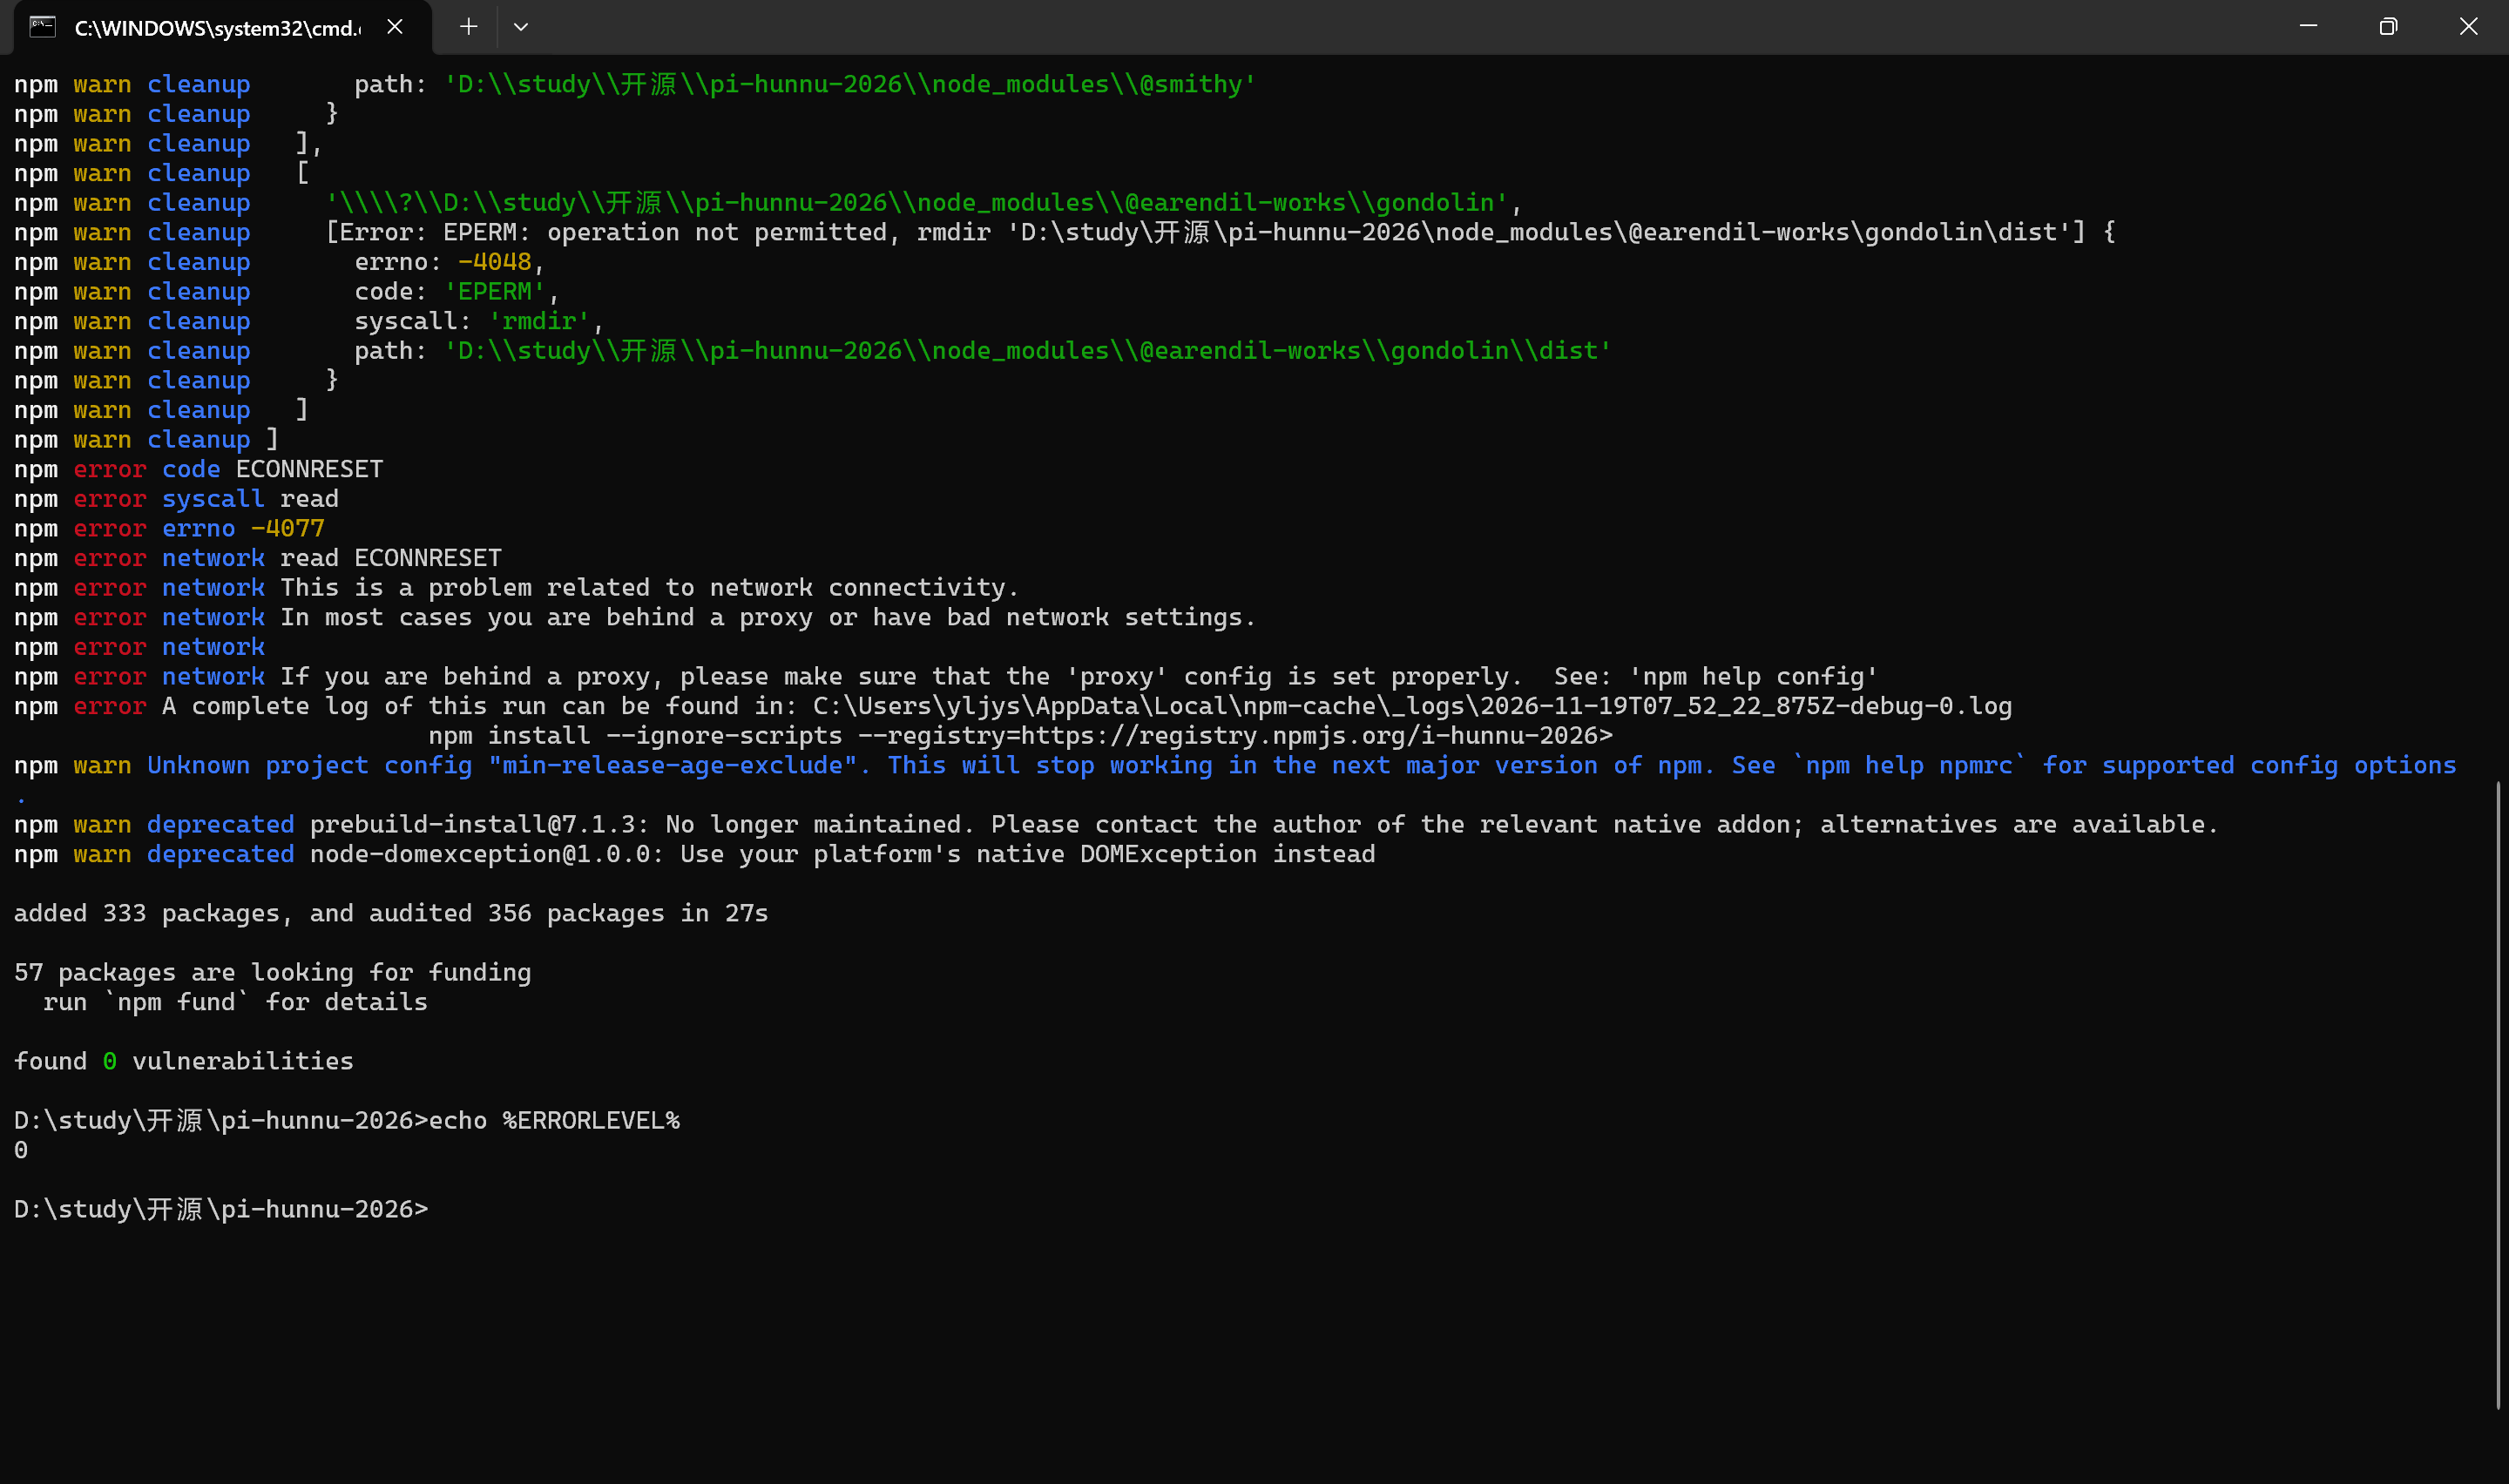 C:\WINDOWS\system32\cmd.
npm warn cleanup       path: 'D:\\study\\开源\\pi-hunnu-2026\\node_modules\\@smithy'
npm warn cleanup     }
npm warn cleanup   ],
npm warn cleanup   [
npm warn cleanup     '\\\\?\\D:\\study\\开源\\pi-hunnu-2026\\node_modules\\@earendil-works\\gondolin',
npm warn cleanup     [Error: EPERM: operation not permitted, rmdir 'D:\study\开源\pi-hunnu-2026\node_modules\@earendil-works\gondolin\dist'] {
npm warn cleanup       errno: -4048,
npm warn cleanup       code: 'EPERM',
npm warn cleanup       syscall: 'rmdir',
npm warn cleanup       path: 'D:\\study\\开源\\pi-hunnu-2026\\node_modules\\@earendil-works\\gondolin\\dist'
npm warn cleanup     }
npm warn cleanup   ]
npm warn cleanup ]
npm error code ECONNRESET
npm error syscall read
npm error errno -4077
npm error network read ECONNRESET
npm error network This is a problem related to network connectivity.
npm error network In most cases you are behind a proxy or have bad network settings.
npm error network
npm error network If you are behind a proxy, please make sure that the 'proxy' config is set properly.  See: 'npm help config'
npm error A complete log of this run can be found in: C:\Users\yljys\AppData\Local\npm-cache\_logs\2026-11-19T07_52_22_875Z-debug-0.log
npm install --ignore-scripts --registry=https://registry.npmjs.org/i-hunnu-2026>
npm warn Unknown project config "min-release-age-exclude". This will stop working in the next major version of npm. See `npm help npmrc` for supported config options
.
npm warn deprecated prebuild-install@7.1.3: No longer maintained. Please contact the author of the relevant native addon; alternatives are available.
npm warn deprecated node-domexception@1.0.0: Use your platform's native DOMException instead
added 333 packages, and audited 356 packages in 27s
57 packages are looking for funding
  run `npm fund` for details
found 0 vulnerabilities
D:\study\开源\pi-hunnu-2026>echo %ERRORLEVEL%
0
D:\study\开源\pi-hunnu-2026>